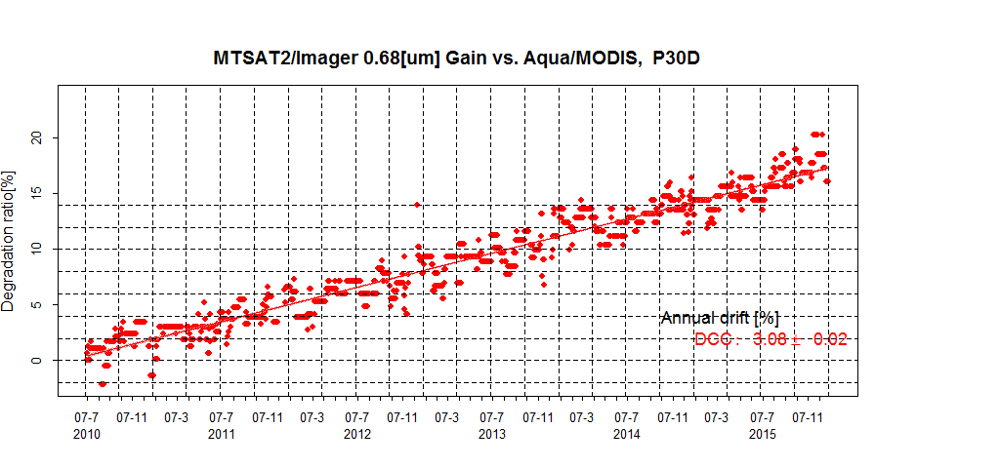 MTSAT2/Imager 0.68[um] Gain vs. Aqua/MODIS, P30D
Degradation ratio[%]
20
15
10
5
0
Annual drift [%]
DCC : 3.08 ± 0.02
07-7 07-11 07-3 07-7 07-11 07-3 07-7 07-11 07-3 07-7 07-11 07-3 07-7 07-11 07-3 07-7 07-11
2010 2011 2012 2013 2014 2015